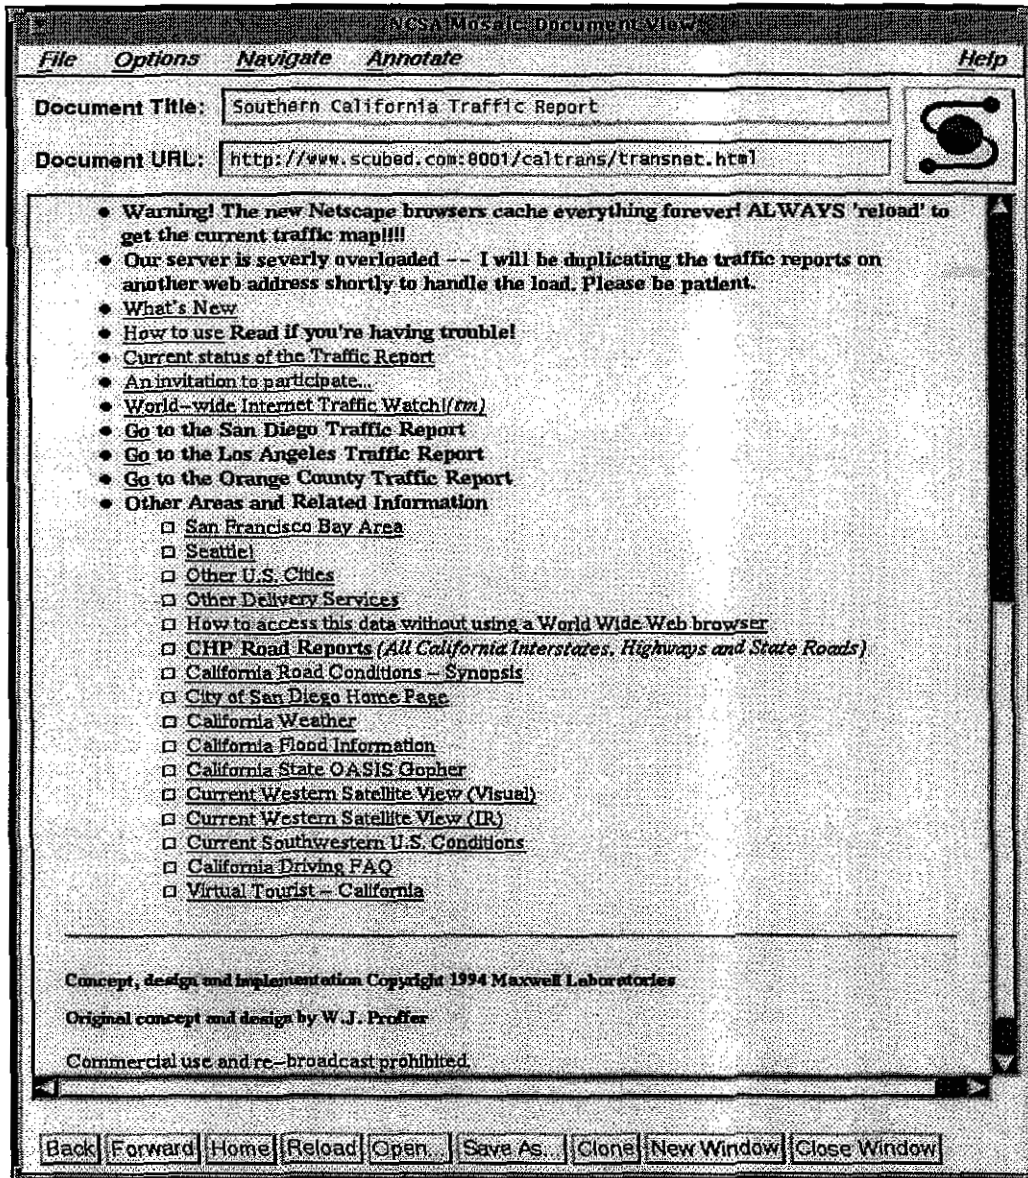 NCSA Mosaic: Document View
File Options Navigate Annotate Help
Document Title: Southern California Traffic Report
Document URL: http://www.scubed.com:8001/caltrans/transnet.html
• Warning! The new Netscape browsers cache everything forever! ALWAYS 'reload' to
get the current traffic map!!!!
• Our server is severly overloaded -- I will be duplicating the traffic reports on
another web address shortly to handle the load. Please be patient.
• What's New
• How to use Read if you're having trouble!
• Current status of the Traffic Report
• An invitation to participate...
• World-wide Internet Traffic Watch!(tm)
• Go to the San Diego Traffic Report
• Go to the Los Angeles Traffic Report
• Go to the Orange County Traffic Report
• Other Areas and Related Information
□ San Francisco Bay Area
□ Seattle!
□ Other U.S. Cities
□ Other Delivery Services
□ How to access this data without using a World Wide Web browser
□ CHP Road Reports (All California Interstates, Highways and State Roads)
□ California Road Conditions - Synopsis
□ City of San Diego Home Page
□ California Weather
□ California Flood Information
□ California State OASIS Gopher
□ Current Western Satellite View (Visual)
□ Current Western Satellite View (IR)
□ Current Southwestern U.S. Conditions
□ California Driving FAQ
□ Virtual Tourist - California
Concept, design and implementation Copyright 1994 Maxwell Laboratories
Original concept and design by W.J. Proffer
Commercial use and re-broadcast prohibited.
Back Forward Home Reload Open... Save As... Clone New Window Close Window